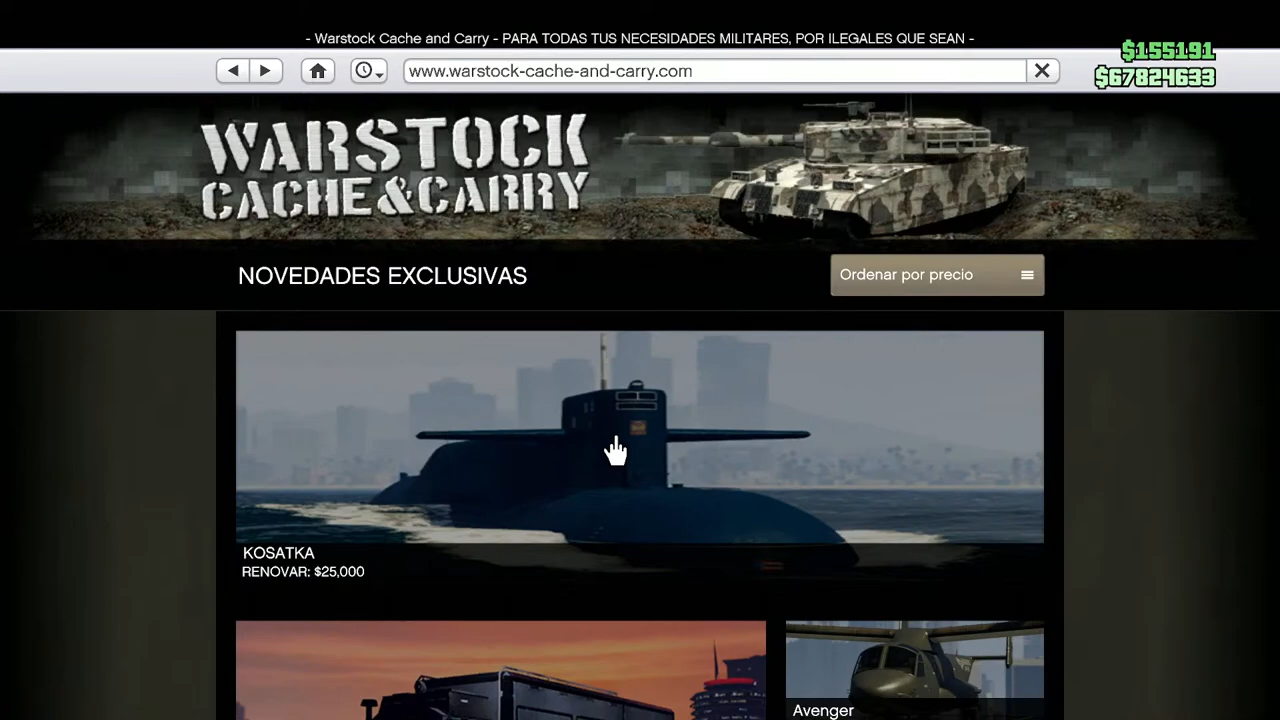 - Warstock Cache and Carry - PARA TODAS TUS NECESIDADES MILITARES, POR ILEGALES QUE SEAN -
$155191
www.warstock-cache-and-carry.com
$67824633
WARSTOCK
CACHE&CARRY
NOVEDADES EXCLUSIVAS
Ordenar por precio
KOSATKA
RENOVAR: $25,000
Avenger